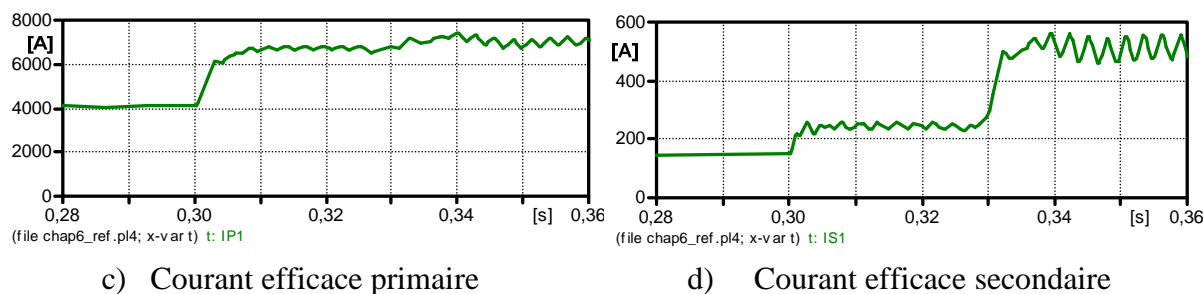 8000
[A]
6000
4000
2000
0
0,28
0,30
0,32
0,34
[s]
0,36
(file chap6_ref.pl4; x-var t) t: IP1
c) Courant efficace primaire
600
[A]
400
200
0
0,28
0,30
0,32
0,34
[s]
0,36
(file chap6_ref.pl4; x-var t) t: IS1
d) Courant efficace secondaire